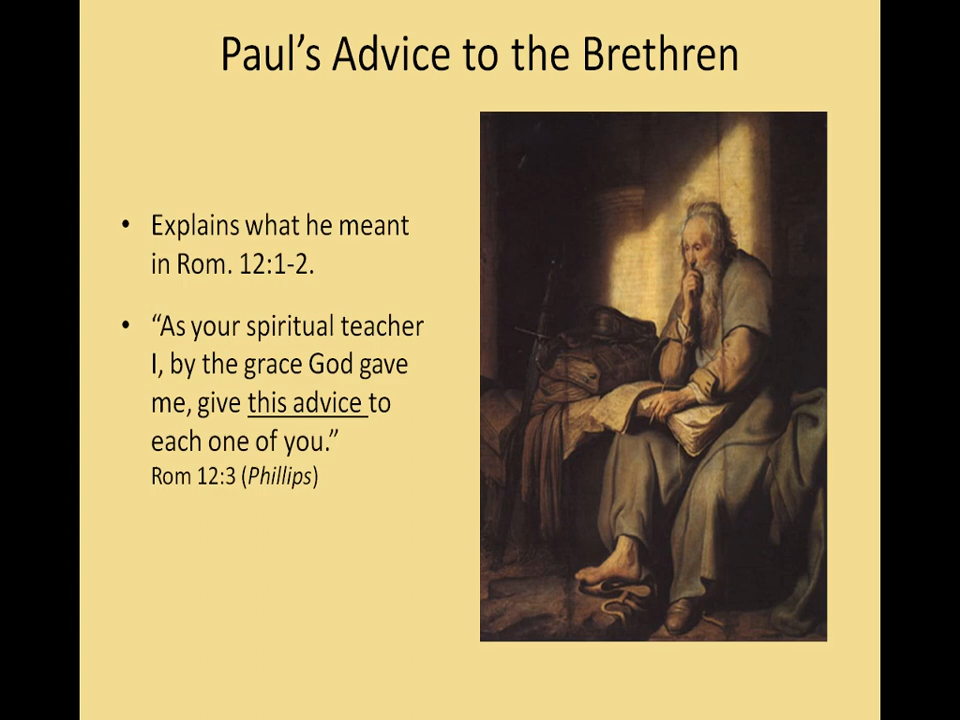 Paul’s Advice to the Brethren
• Explains what he meant
in Rom. 12:1-2.
• “As your spiritual teacher
I, by the grace God gave
me, give this advice to
each one of you.”
Rom 12:3 (Phillips)